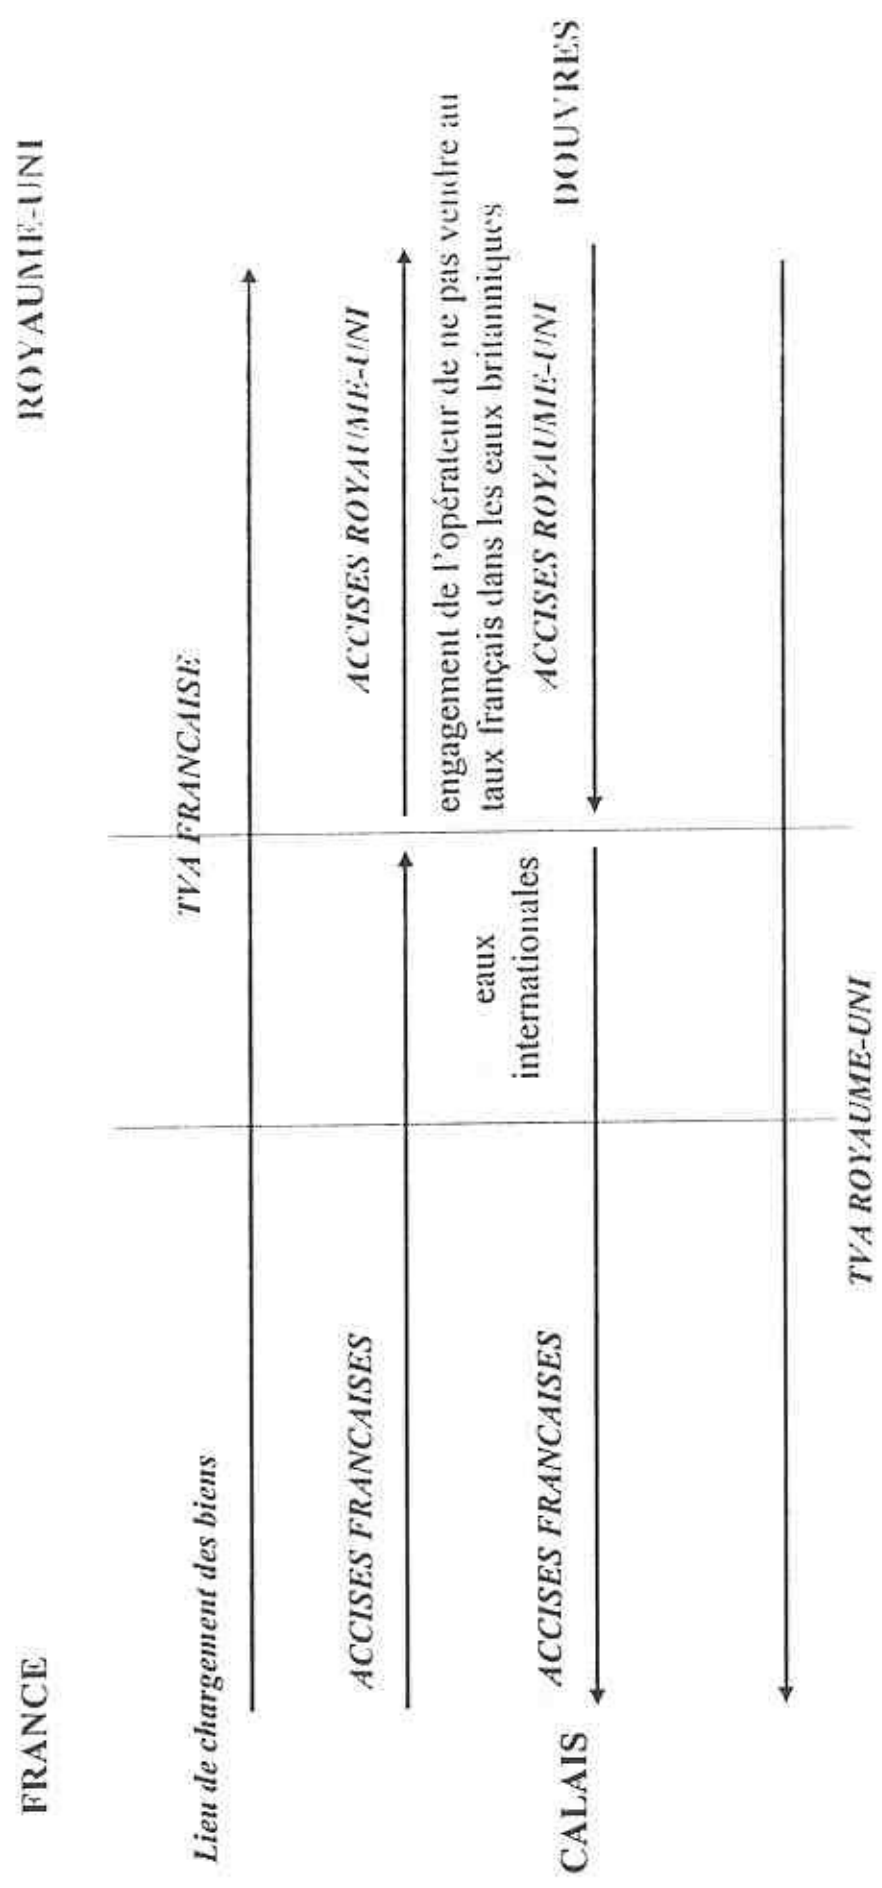 FRANCE
ROYAUME-UNI
TVA FRANCAISE
Lieu de chargement des biens
ACCISES FRANCAISES
ACCISES ROYAUME-UNI
engagement de l'opérateur de ne pas vendre au
taux français dans les eaux britanniques
eaux
internationales
ACCISES FRANCAISES
ACCISES ROYAUME-UNI
CALAIS
DOUVRES
TVA ROYAUME-UNI